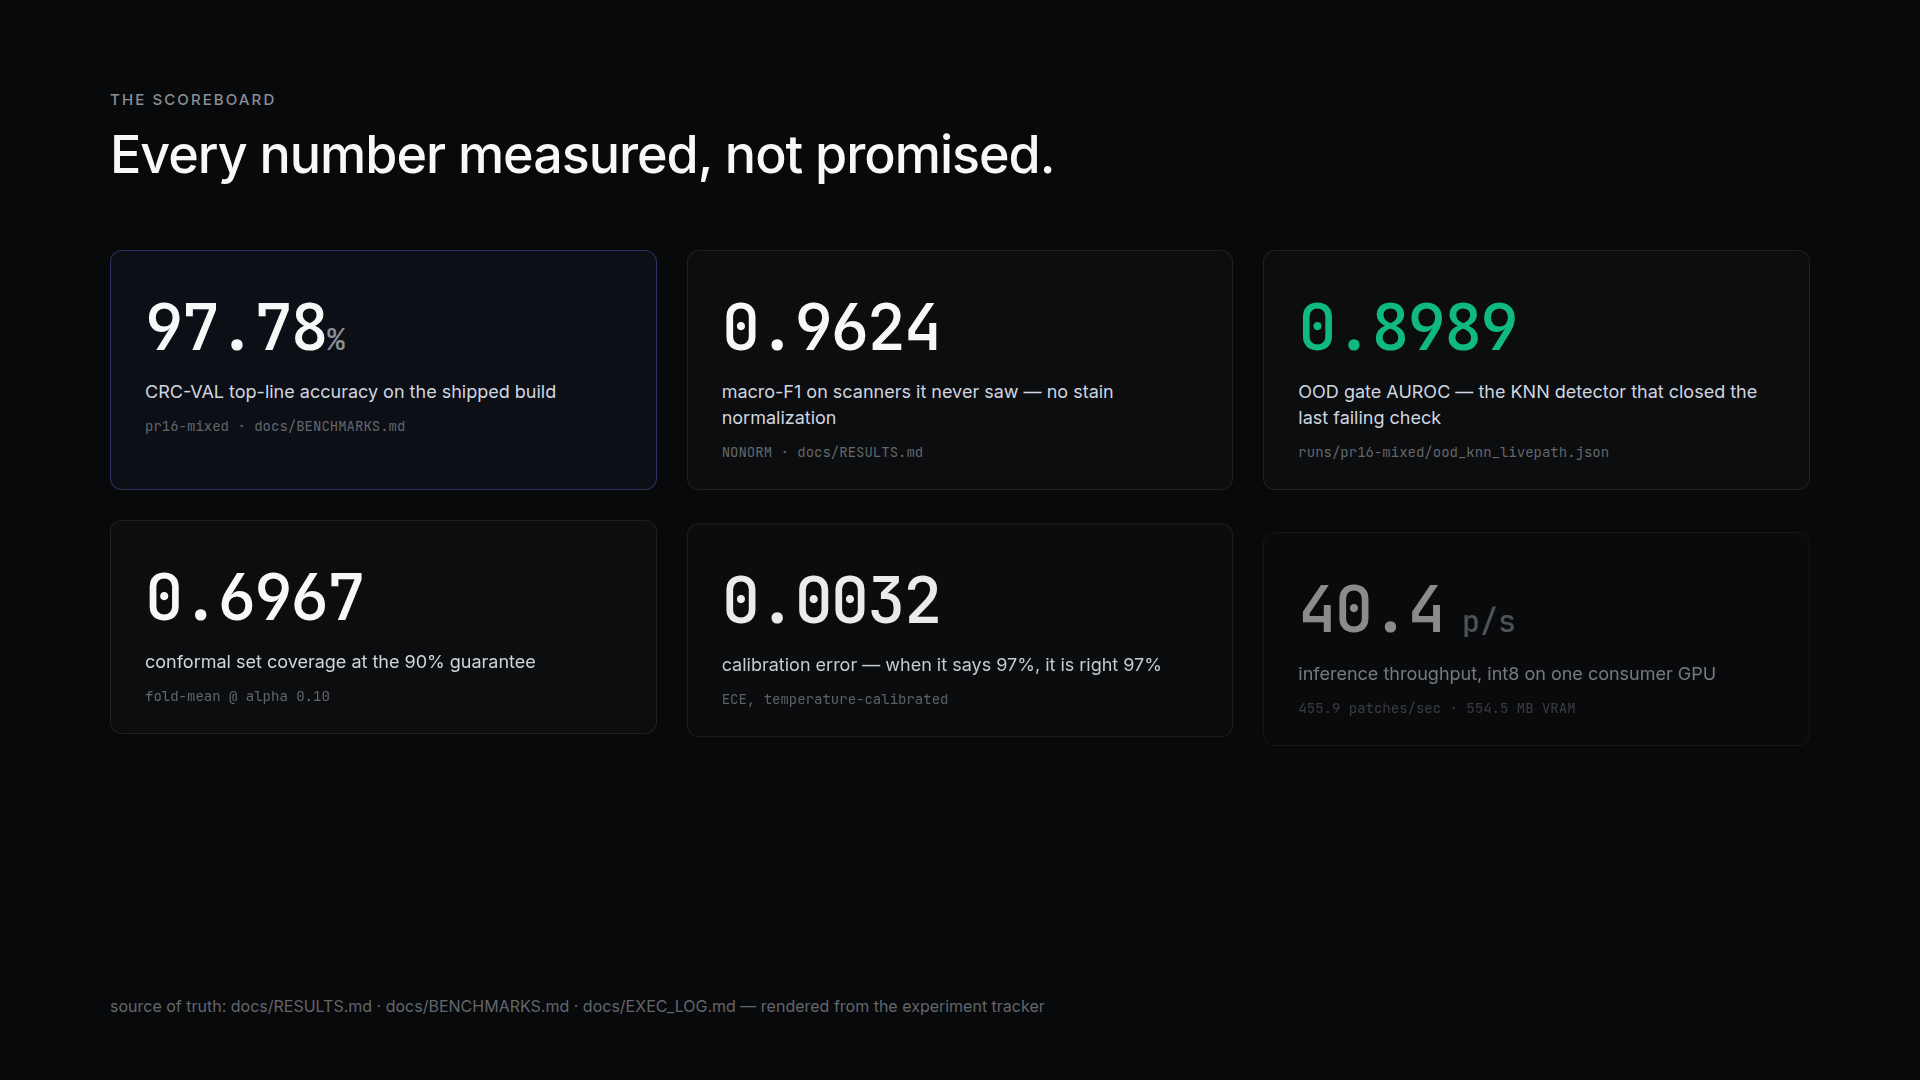 THE SCOREBOARD
Every number measured, not promised.
97.78%
CRC-VAL top-line accuracy on the shipped build
pr16-mixed · docs/BENCHMARKS.md
0.9624
macro-F1 on scanners it never saw — no stain
normalization
NONORM · docs/RESULTS.md
0.8989
OOD gate AUROC — the KNN detector that closed the
last failing check
runs/pr16-mixed/ood_knn_livepath.json
0.6967
conformal set coverage at the 90% guarantee
fold-mean @ alpha 0.10
0.0032
calibration error — when it says 97%, it is right 97%
ECE, temperature-calibrated
40.4 p/s
inference throughput, int8 on one consumer GPU
455.9 patches/sec · 554.5 MB VRAM
source of truth: docs/RESULTS.md · docs/BENCHMARKS.md · docs/EXEC_LOG.md — rendered from the experiment tracker